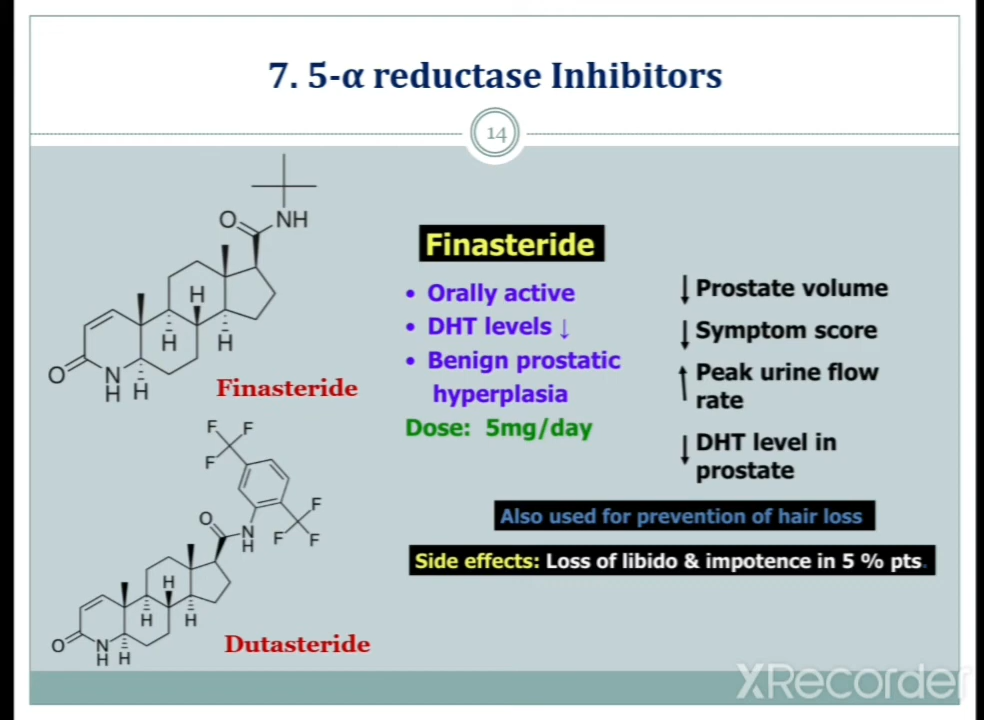 7. 5-α reductase Inhibitors
14
O
NH
H
H
H
O
N
H
H
Finasteride
F
F
F
F
F
F
O
N
H
H
H
H
O
N
H
H
Dutasteride
Finasteride
• Orally active
• DHT levels ↓
• Benign prostatic
hyperplasia
Dose: 5mg/day
↓ Prostate volume
↓ Symptom score
↑ Peak urine flow
rate
↓ DHT level in
prostate
Also used for prevention of hair loss
Side effects: Loss of libido & impotence in 5 % pts.
XRecorder